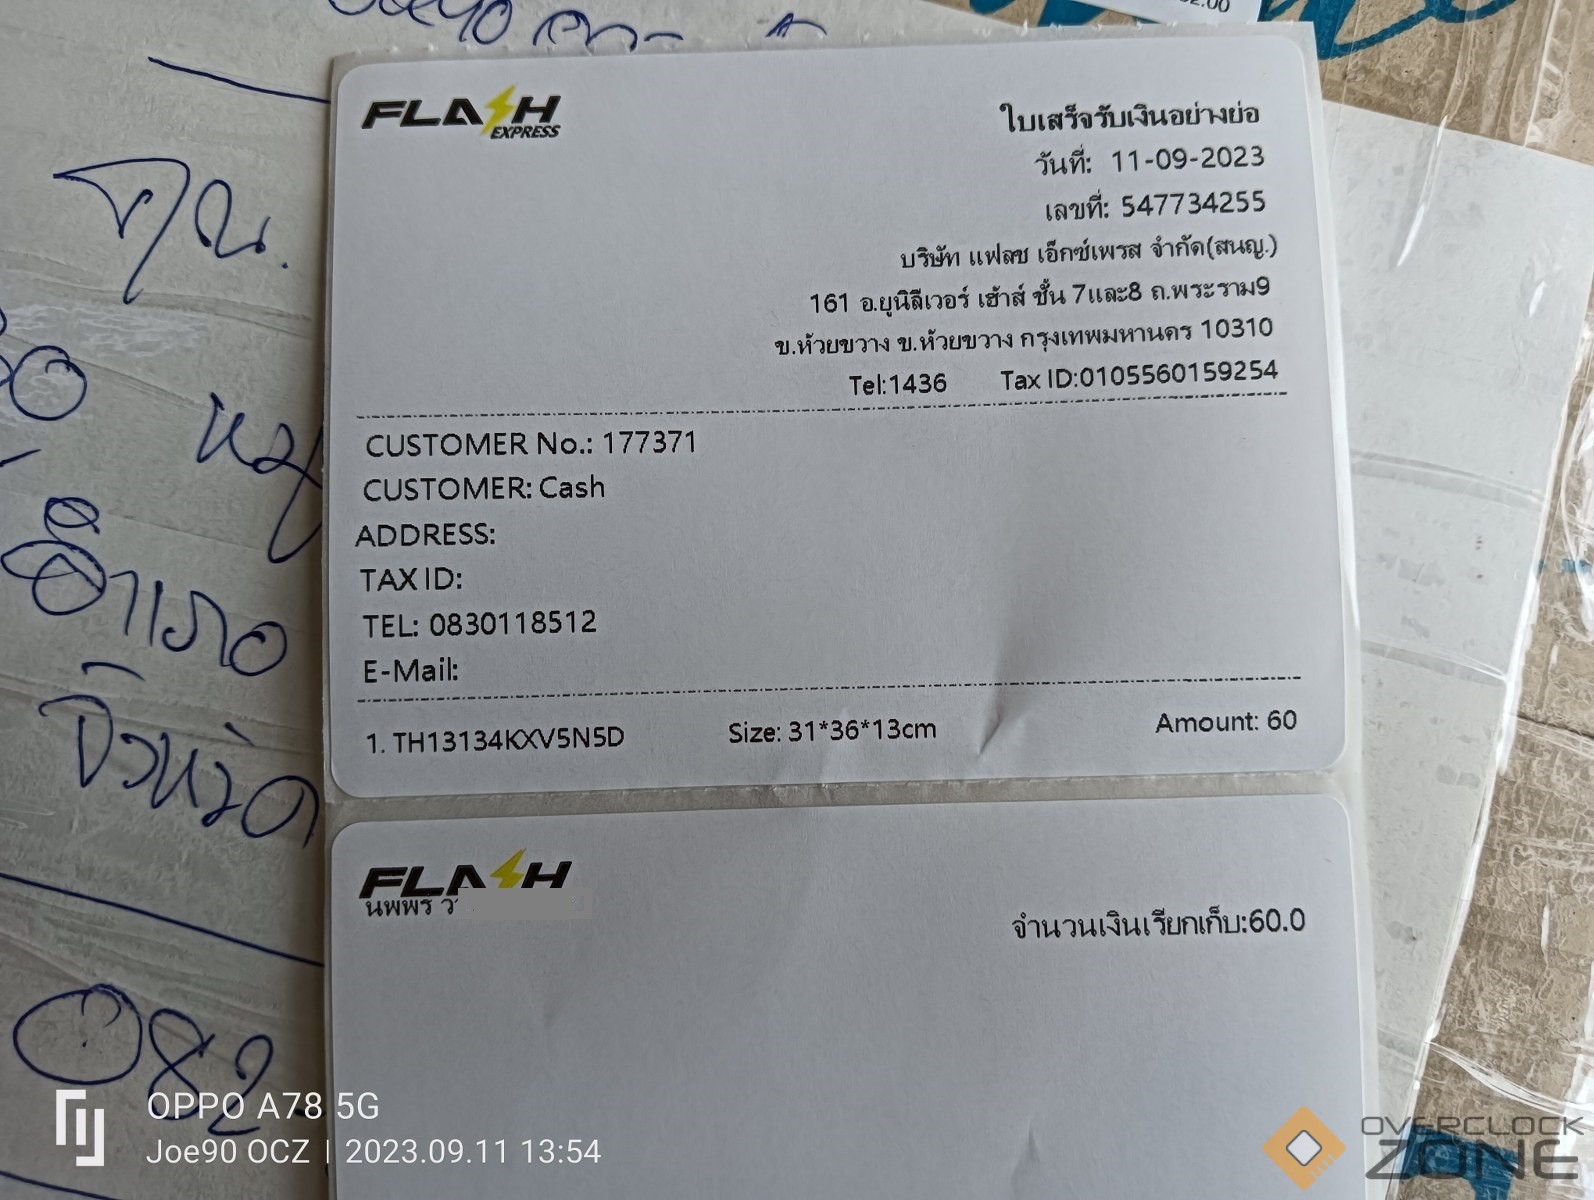 FLASH
EXPRESS
ใบเสร็จรับเงินอย่างย่อ
วันที่: 11-09-2023
เลขที่: 547734255
บริษัท แฟลช เอ็กซ์เพรส จำกัด(สนญ.)
161 อ.ยูนิลีเวอร์ เฮ้าส์ ชั้น 7และ8 ถ.พระราม9
ข.ห้วยขวาง ข.ห้วยขวาง กรุงเทพมหานคร 10310
Tel:1436 Tax ID:0105560159254
CUSTOMER No.: 177371
CUSTOMER: Cash
ADDRESS:
TAX ID:
TEL: 0830118512
E-Mail:
1. TH13134KXV5N5D Size: 31*36*13cm Amount: 60
FLASH
นพพร ว
จำนวนเงินเรียกเก็บ:60.0
คุณ.
อำเภอ
จังหวัด
082
OPPO A78 5G
Joe90 OCZ | 2023.09.11 13:54
OVERCLOCK
ZONE